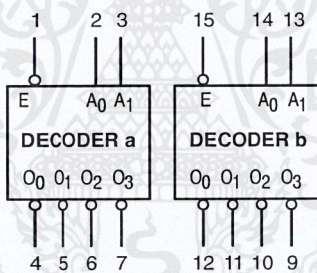 1 2 3 15 14 13
E A0 A1 E A0 A1
DECODER a DECODER b
O0 O1 O2 O3 O0 O1 O2 O3
4 5 6 7 12 11 10 9